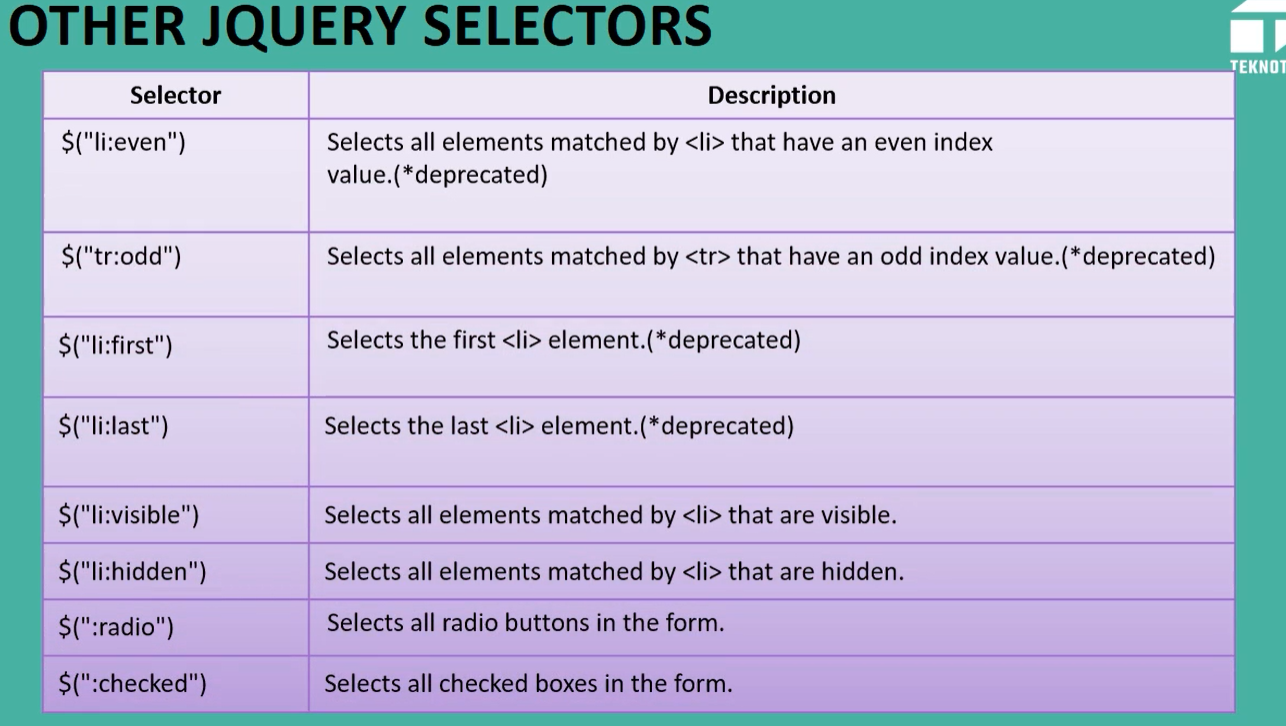 OTHER JQUERY SELECTORS
TEKNOT
Selector Description
$("li:even") Selects all elements matched by <li> that have an even index
value.(*deprecated)
$("tr:odd") Selects all elements matched by <tr> that have an odd index value.(*deprecated)
$("li:first") Selects the first <li> element.(*deprecated)
$("li:last") Selects the last <li> element.(*deprecated)
$("li:visible") Selects all elements matched by <li> that are visible.
$("li:hidden") Selects all elements matched by <li> that are hidden.
$(":radio") Selects all radio buttons in the form.
$(":checked") Selects all checked boxes in the form.